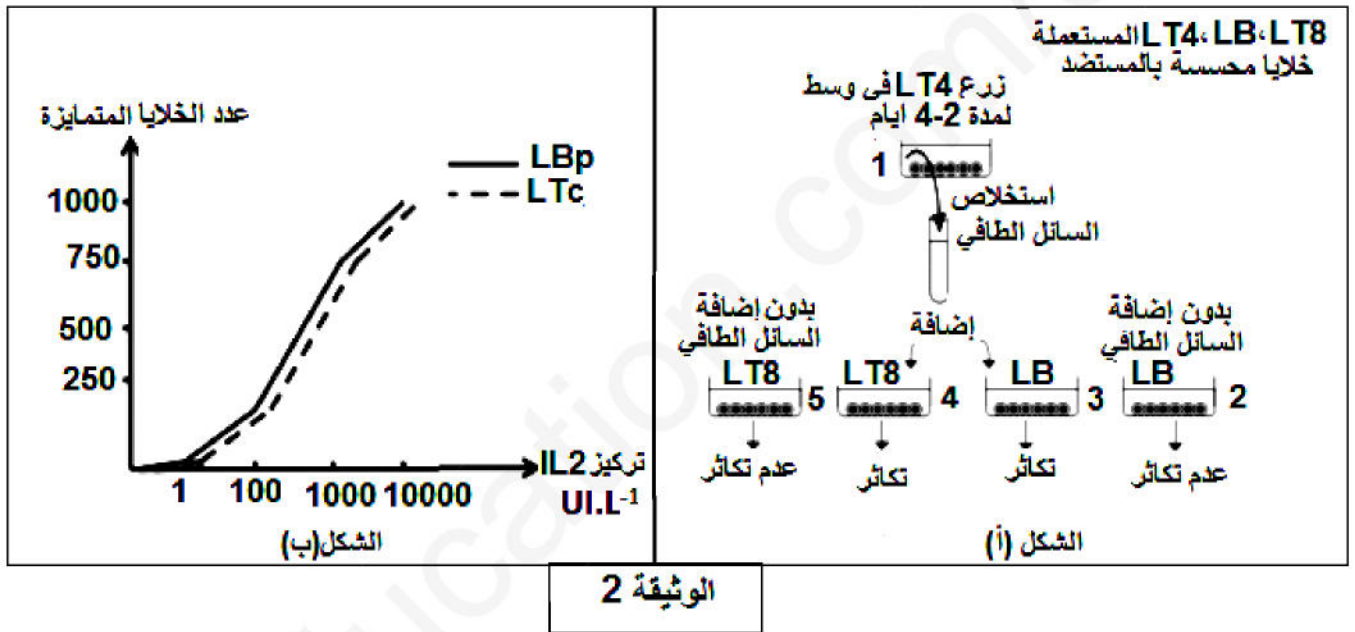 LT4، LB، LT8 المستعملة
خلايا محسسة بالمستضد
زرع LT4 في وسط
لمدة 2-4 ايام
1
استخلاص
السائل الطافي
بدون إضافة
السائل الطافي
إضافة
بدون إضافة
السائل الطافي
LB 2
LB 3
LT8 4
LT8 5
عدم تكاثر
تكاثر
تكاثر
عدم تكاثر
الشكل (أ)
عدد الخلايا المتمايزة
LBp
LTc
1000
750
500
250
1 100 1000 10000
تركيز IL2
UI.L⁻¹
الشكل(ب)
الوثيقة 2